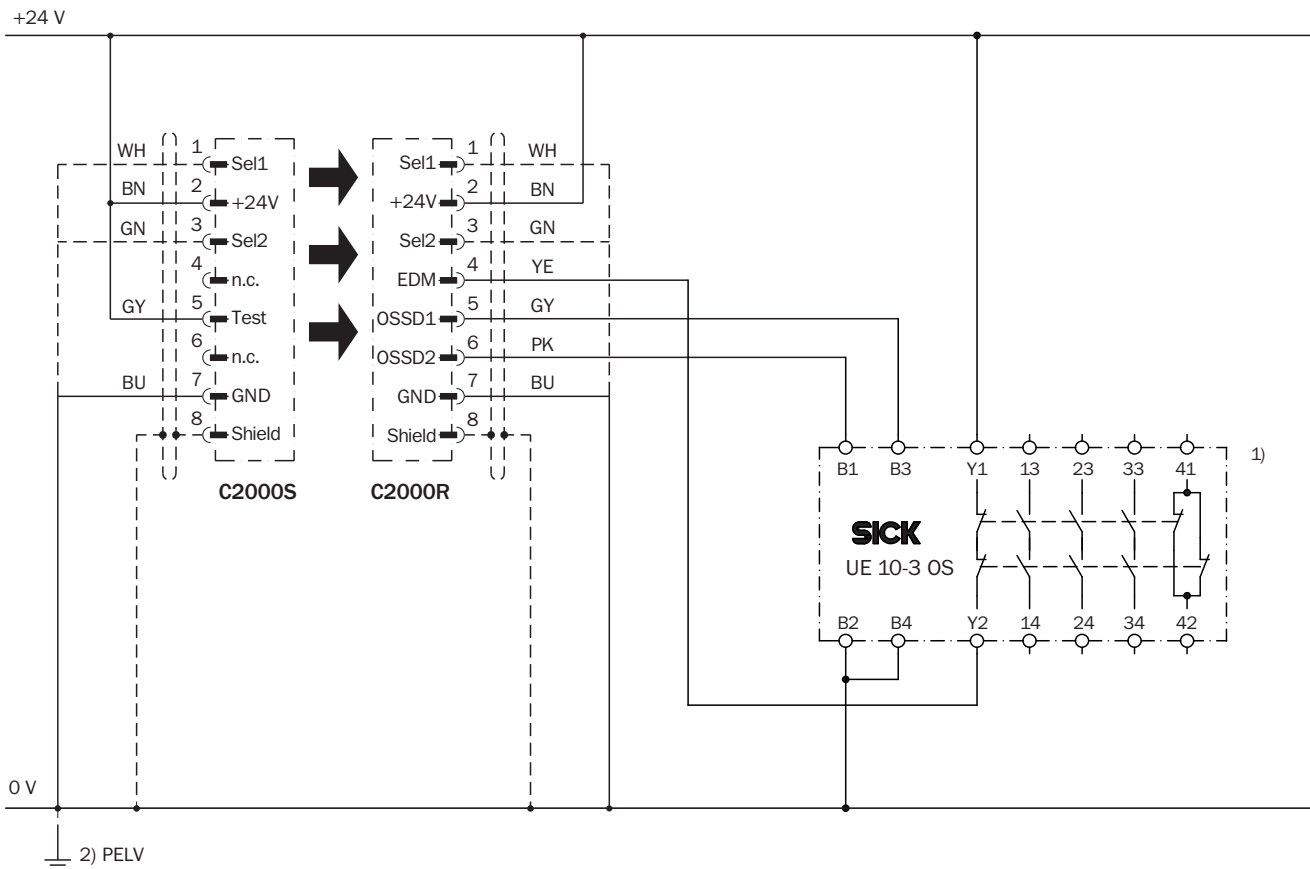 +24 V
WH 1 Sel1
BN 2 +24V
GN 3 Sel2
4 n.c.
GY 5 Test
6 n.c.
BU 7 GND
8 Shield
C2000S
Sel1 1 WH
+24V 2 BN
Sel2 3 GN
EDM 4 YE
OSSD1 5 GY
OSSD2 6 PK
GND 7 BU
Shield 8
C2000R
B1 B3 Y1 13 23 33 41
1)
SICK
UE 10-3 OS
B2 B4 Y2 14 24 34 42
0 V
2) PELV